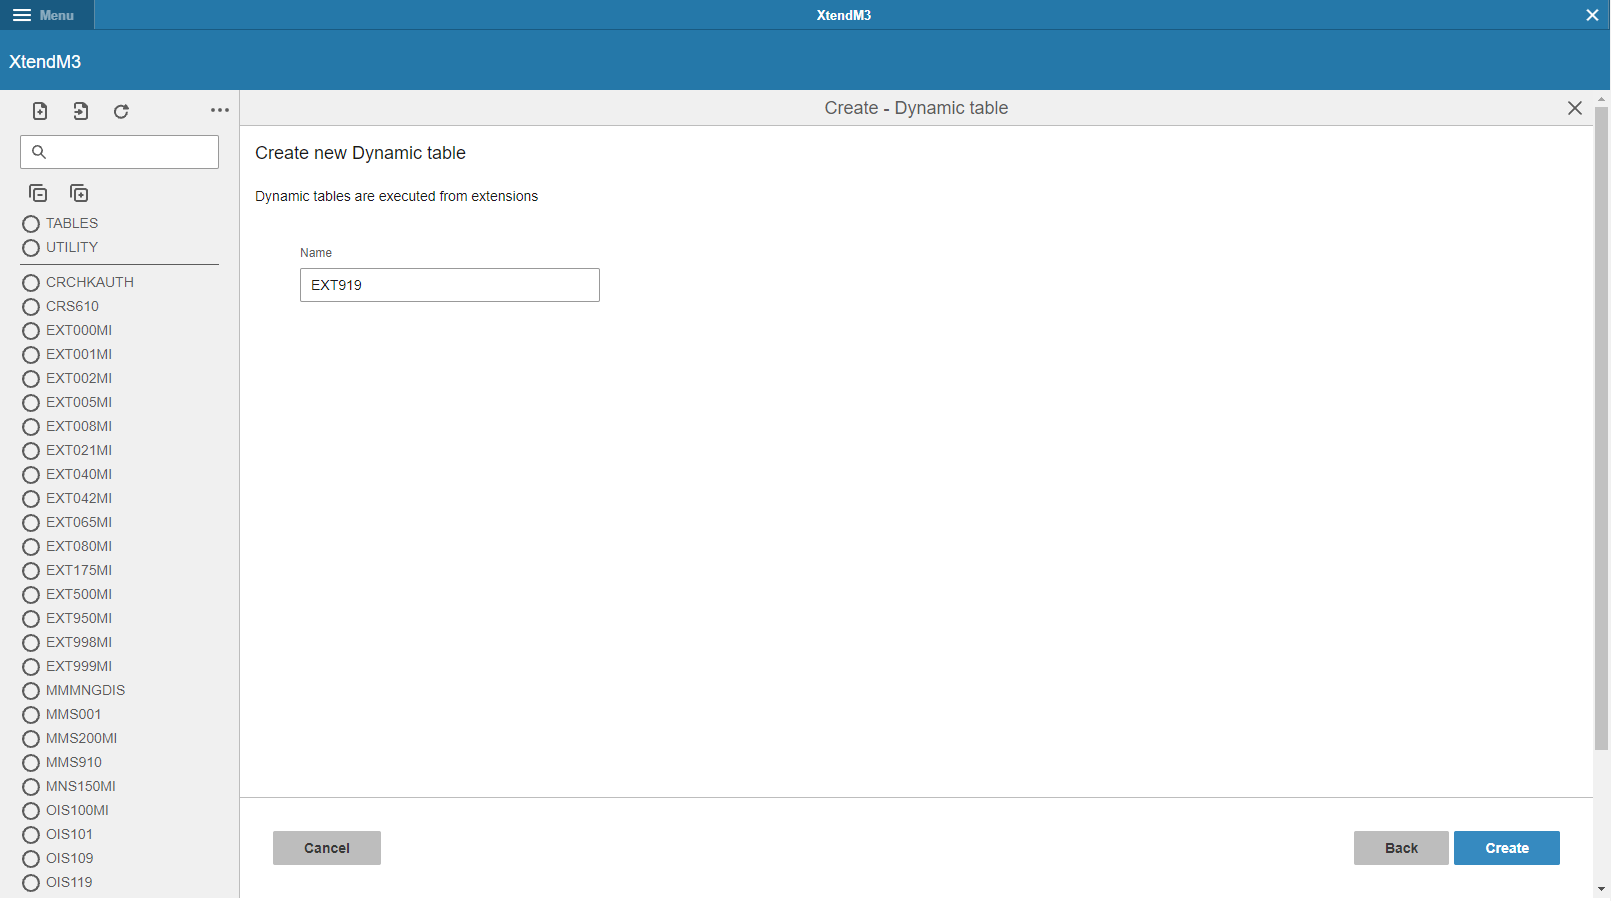 Menu
XtendM3
XtendM3
Create - Dynamic table
Create new Dynamic table
Dynamic tables are executed from extensions
Name
EXT919
TABLES
UTILITY
CRCHKAUTH
CRS610
EXT000MI
EXT001MI
EXT002MI
EXT005MI
EXT008MI
EXT021MI
EXT040MI
EXT042MI
EXT065MI
EXT080MI
EXT175MI
EXT500MI
EXT950MI
EXT998MI
EXT999MI
MMMNGDIS
MMS001
MMS200MI
MMS910
MNS150MI
OIS100MI
OIS101
OIS109
OIS119
Cancel
Back
Create